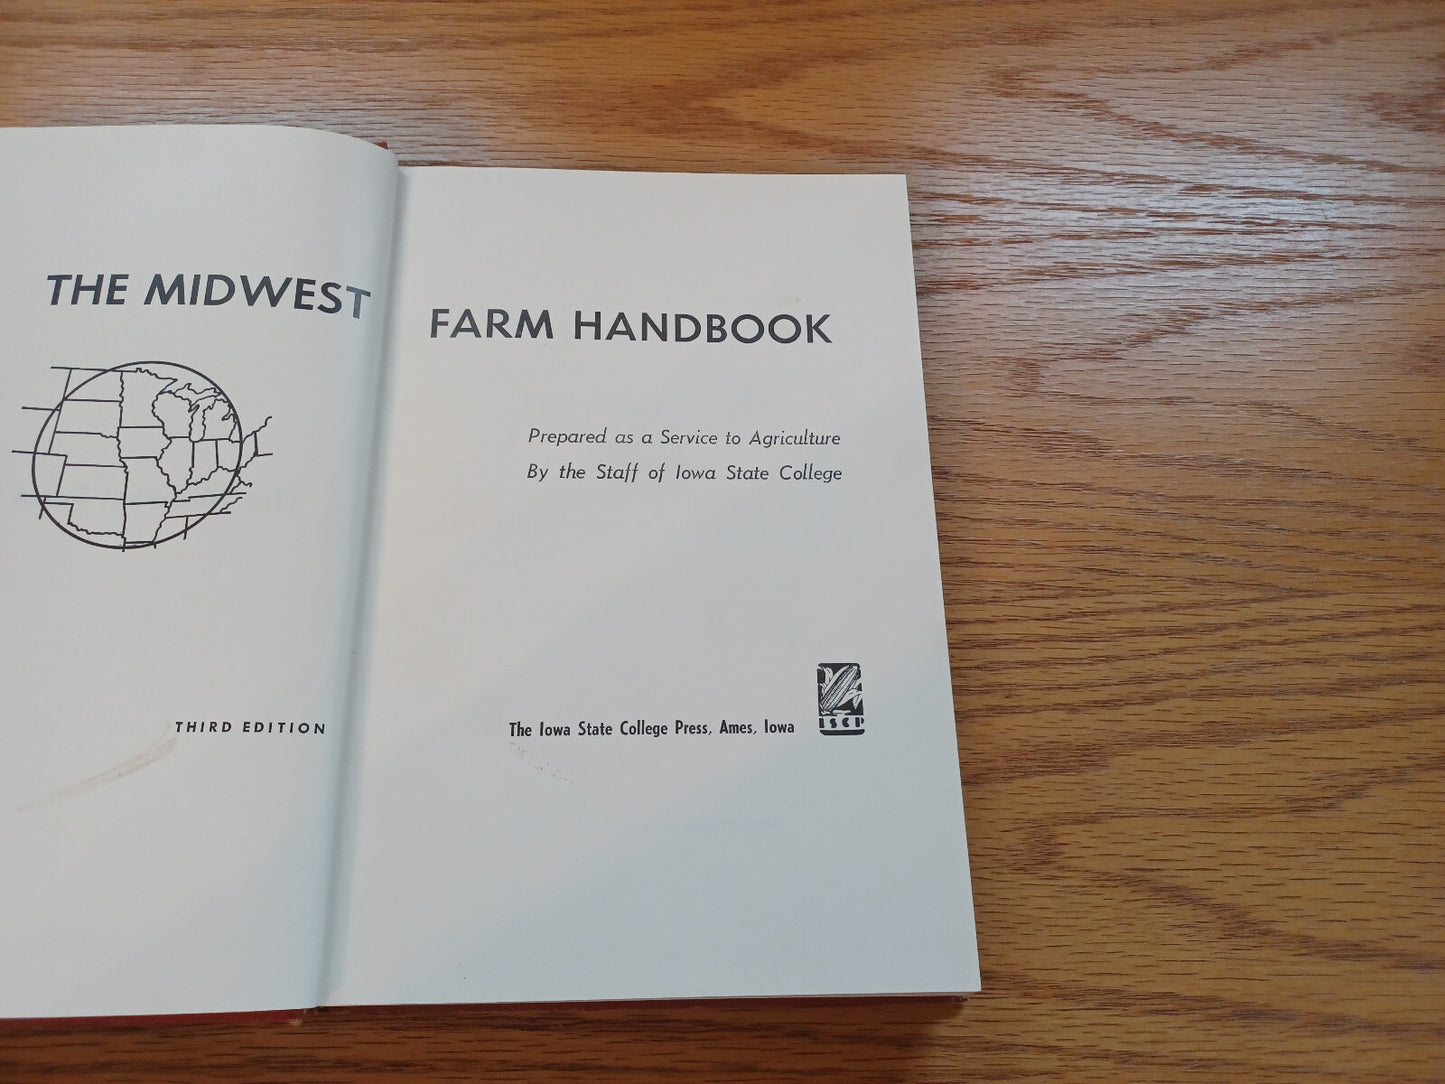 THE MIDWEST
FARM HANDBOOK
Prepared as a Service to Agriculture
By the Staff of Iowa State College
THIRD EDITION
The Iowa State College Press, Ames, Iowa
ISCP